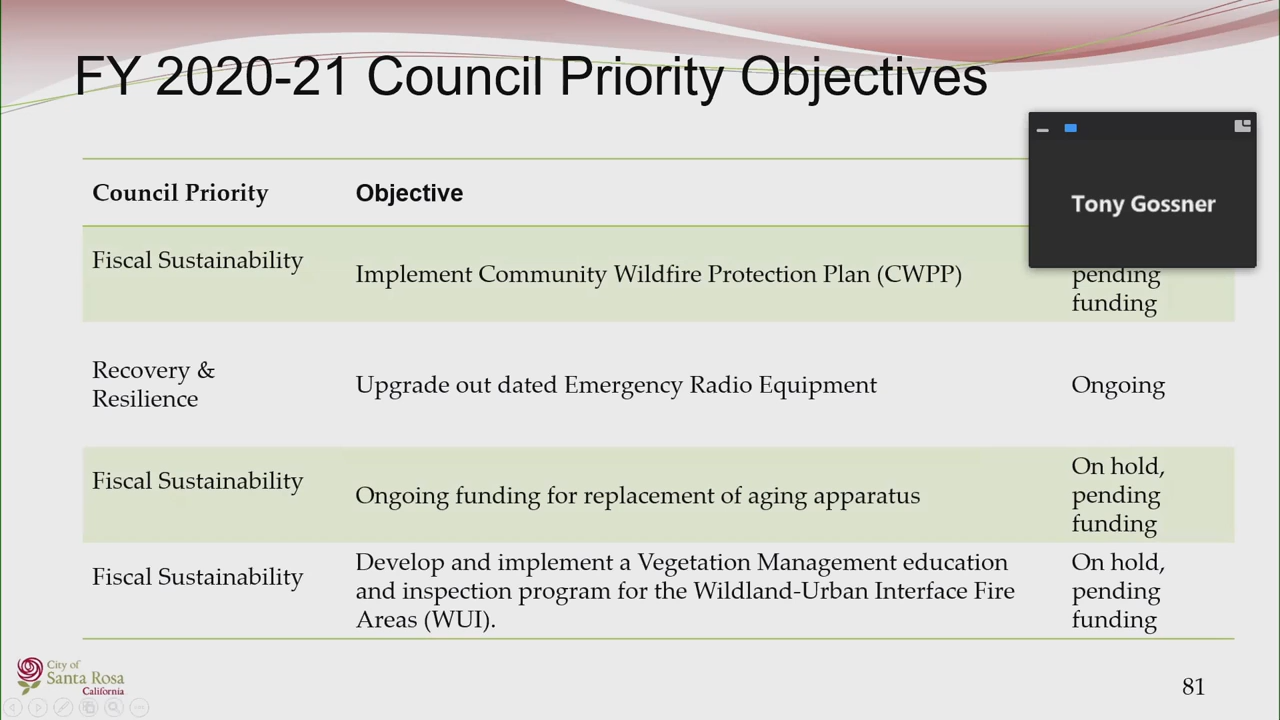 FY 2020-21 Council Priority Objectives
Council Priority
Objective
Tony Gossner
Fiscal Sustainability
Implement Community Wildfire Protection Plan (CWPP)
pending
funding
Recovery &
Resilience
Upgrade out dated Emergency Radio Equipment
Ongoing
Fiscal Sustainability
Ongoing funding for replacement of aging apparatus
On hold,
pending
funding
Fiscal Sustainability
Develop and implement a Vegetation Management education
and inspection program for the Wildland-Urban Interface Fire
Areas (WUI).
On hold,
pending
funding
City of
Santa Rosa
California
81